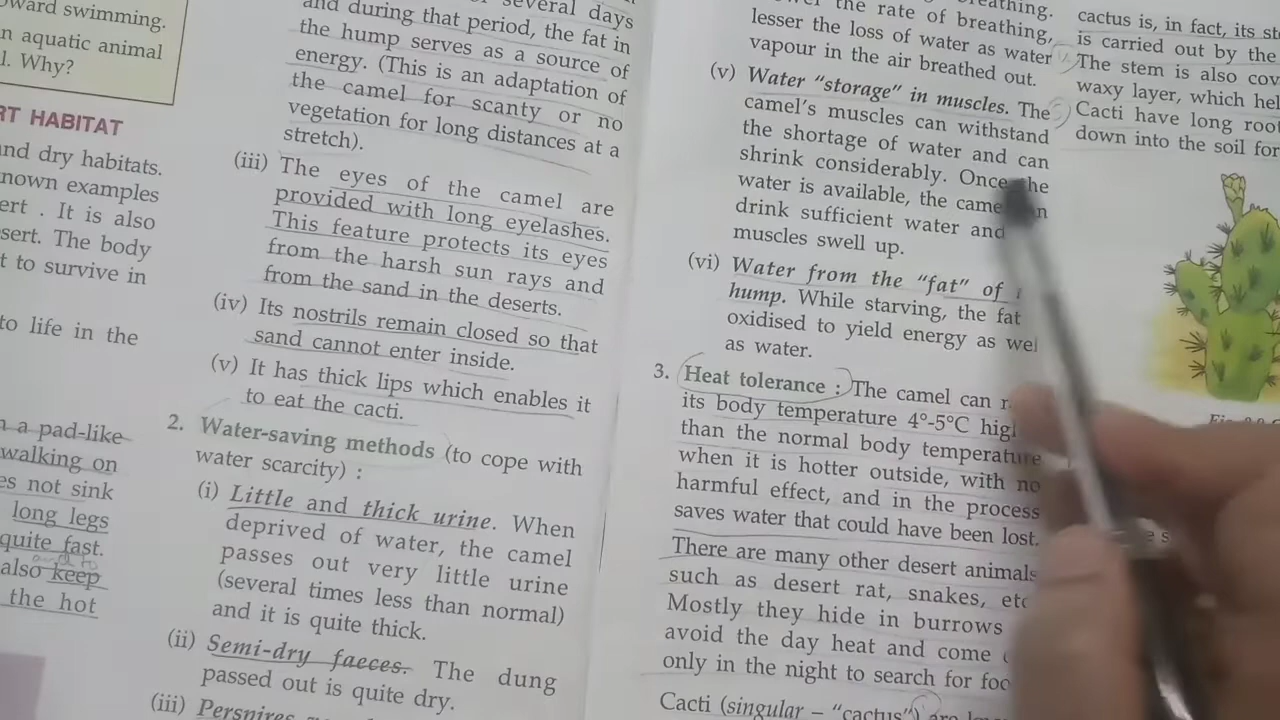 oward swimming.
n aquatic animal
l. Why?
RT HABITAT
nd dry habitats.
nown examples
ert . It is also
sert. The body
t to survive in
to life in the
a pad-like
walking on
es not sink
long legs
quite fast.
also keep
the hot
several days
and during that period, the fat in
the hump serves as a source of
energy. (This is an adaptation of
the camel for scanty or no
vegetation for long distances at a
stretch).
(iii) The eyes of the camel are
provided with long eyelashes.
This feature protects its eyes
from the harsh sun rays and
from the sand in the deserts.
(iv) Its nostrils remain closed so that
sand cannot enter inside.
(v) It has thick lips which enables it
to eat the cacti.
2. Water-saving methods (to cope with
water scarcity) :
(i) Little and thick urine. When
deprived of water, the camel
passes out very little urine
(several times less than normal)
and it is quite thick.
(ii) Semi-dry faeces. The dung
passed out is quite dry.
(iii) Perspires
breathing.
the rate of breathing,
lesser the loss of water as water
vapour in the air breathed out.
(v) Water "storage" in muscles. The
camel's muscles can withstand
the shortage of water and can
shrink considerably. Once the
water is available, the came n
drink sufficient water and
muscles swell up.
(vi) Water from the "fat" of
hump. While starving, the fat
oxidised to yield energy as wel
as water.
3. Heat tolerance : The camel can r
its body temperature 4°-5°C hig
than the normal body temperature
when it is hotter outside, with no
harmful effect, and in the process
saves water that could have been lost.
There are many other desert animals
such as desert rat, snakes, etc
Mostly they hide in burrows
avoid the day heat and come
only in the night to search for foo
Cacti (singular – "cactus") are
cactus is, in fact, its st
is carried out by the
The stem is also cov
waxy layer, which hel
Cacti have long root
down into the soil for